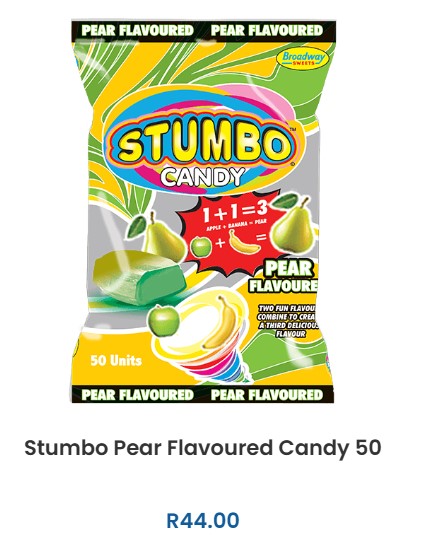 PEAR FLAVOURED PEAR FLAVOURED
Broadway
SWEETS
STUMBO™
CANDY
1+1=3
APPLE + BANANA = PEAR
+ =
PEAR
FLAVOURE
TWO FUN FLAVOU
COMBINE TO CREA
A THIRD DELICIOU
FLAVOUR
50 Units
PEAR FLAVOURED PEAR FLAVOURED
Stumbo Pear Flavoured Candy 50
R44.00